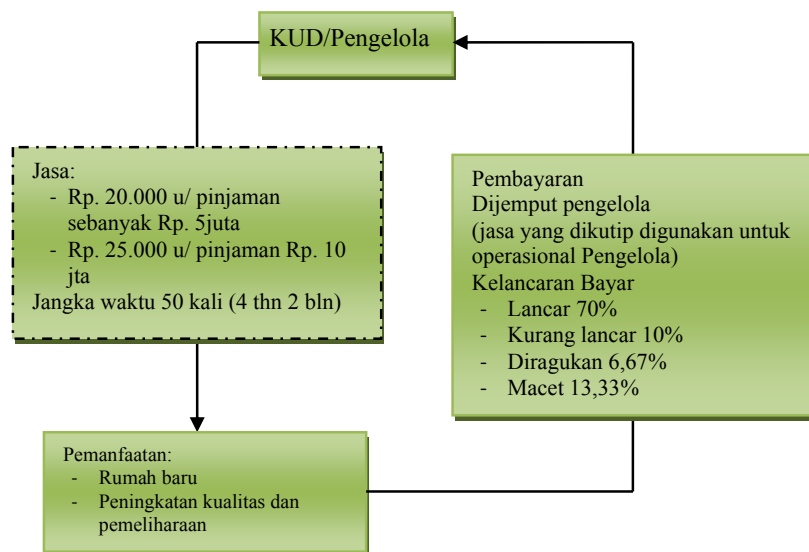 KUD/Pengelola
Jasa:
- Rp. 20.000 u/ pinjaman
sebanyak Rp. 5juta
- Rp. 25.000 u/ pinjaman Rp. 10
jta
Jangka waktu 50 kali (4 thn 2 bln)
Pemanfaatan:
- Rumah baru
- Peningkatan kualitas dan
pemeliharaan
Pembayaran
Dijemput pengelola
(jasa yang dikutip digunakan untuk
operasional Pengelola)
Kelancaran Bayar
- Lancar 70%
- Kurang lancar 10%
- Diragukan 6,67%
- Macet 13,33%